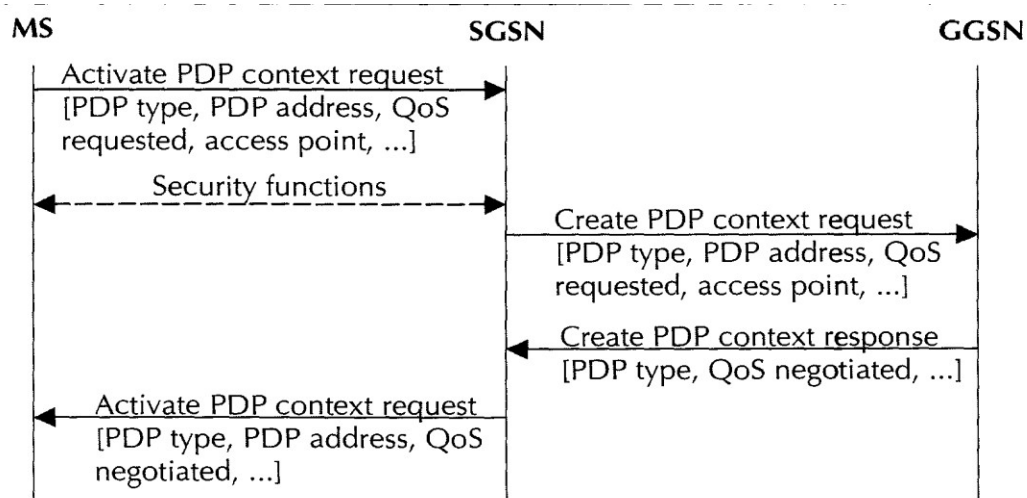 MS SGSN GGSN
Activate PDP context request
[PDP type, PDP address, QoS
requested, access point, ...]
Security functions
Create PDP context request
[PDP type, PDP address, QoS
requested, access point, ...]
Create PDP context response
[PDP type, QoS negotiated, ...]
Activate PDP context request
[PDP type, PDP address, QoS
negotiated, ...]